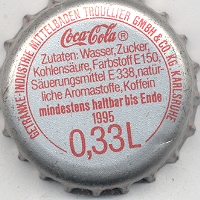 GETRÄNKE-INDUSTRIE MITTELBADEN TROULLIER GMBH & CO. KG, KARLSRUHE
Coca-Cola®
Zutaten: Wasser, Zucker,
Kohlensäure, Farbstoff E 150,
Säuerungsmittel E 338, natür-
liche Aromastoffe, Koffein
mindestens haltbar bis Ende
1995
0,33L